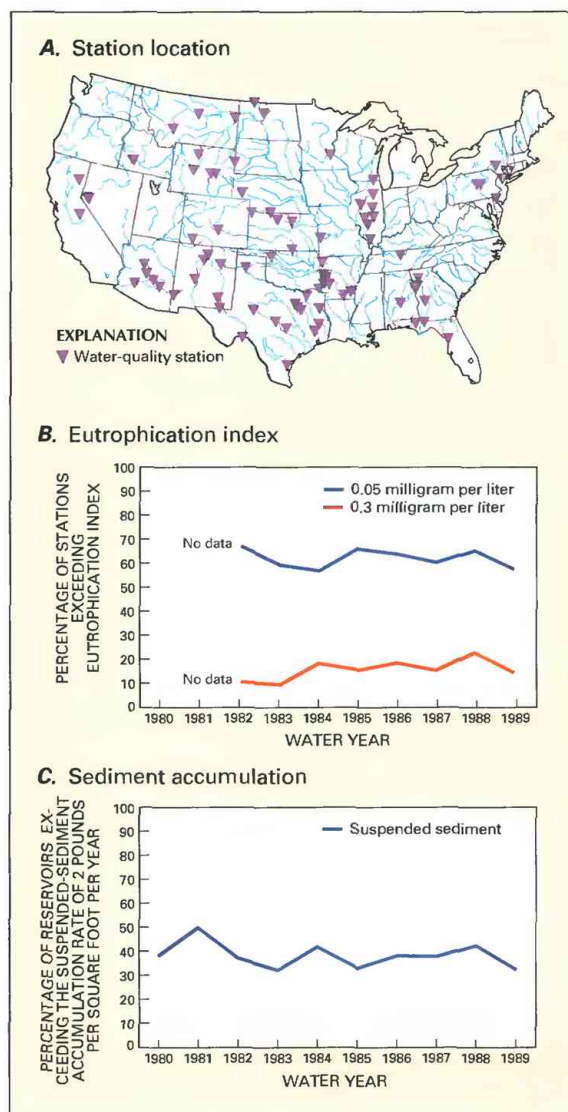 A. Station location
EXPLANATION
Water-quality station
B. Eutrophication index
PERCENTAGE OF STATIONS
EXCEEDING
EUTROPHICATION INDEX
100
90
80
70
60
50
40
30
20
10
0
0.05 milligram per liter
0.3 milligram per liter
No data
No data
1980 1981 1982 1983 1984 1985 1986 1987 1988 1989
WATER YEAR
C. Sediment accumulation
PERCENTAGE OF RESERVOIRS EX-
CEEDING THE SUSPENDED-SEDIMENT
ACCUMULATION RATE OF 2 POUNDS
PER SQUARE FOOT PER YEAR
100
90
80
70
60
50
40
30
20
10
0
Suspended sediment
1980 1981 1982 1983 1984 1985 1986 1987 1988 1989
WATER YEAR